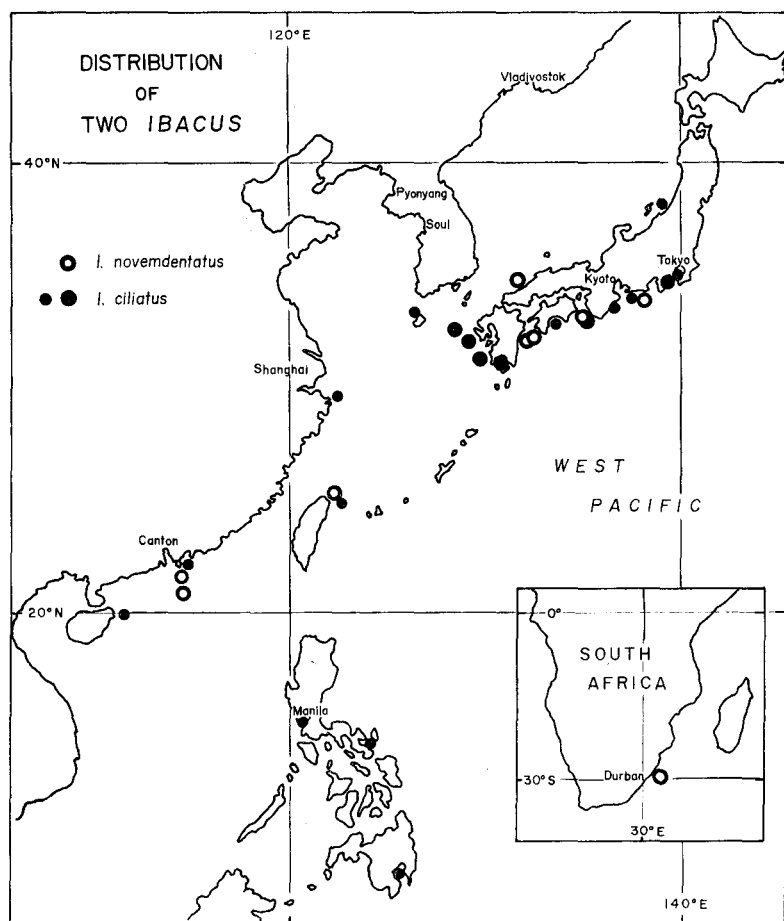 120°E
DISTRIBUTION
OF
TWO IBACUS
Vladivostok
40°N
Pyonyang
Soul
I. novemdentatus
I. ciliatus
Tokyo
Kyoto
Shanghai
WEST
PACIFIC
Canton
20°N
0°
SOUTH
AFRICA
Manila
Durban
30°S
30°E
140°E